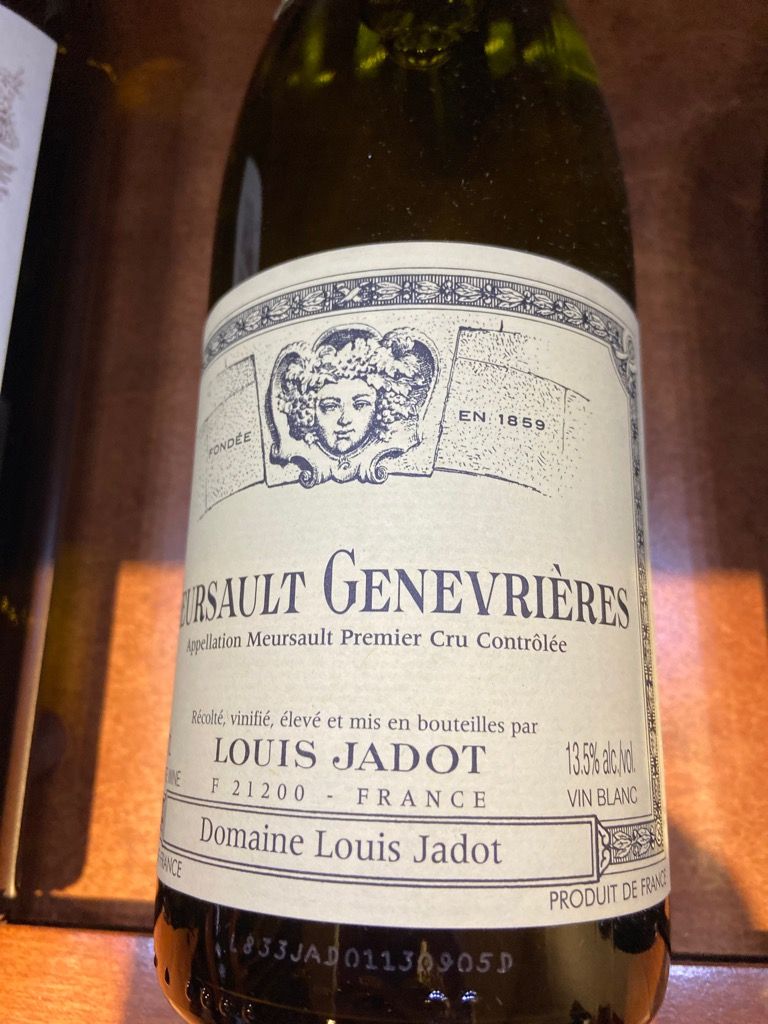 FONDÉE
EN 1859
GENEVRIÈRES
Appellation Meursault Premier Cru Contrôlée
Récolté, vinifié, élevé et mis en bouteilles par
LOUIS JADOT
13.5% alc./vol.
F 21200 - FRANCE
VIN BLANC
Domaine Louis Jadot
PRODUIT DE FRANCE